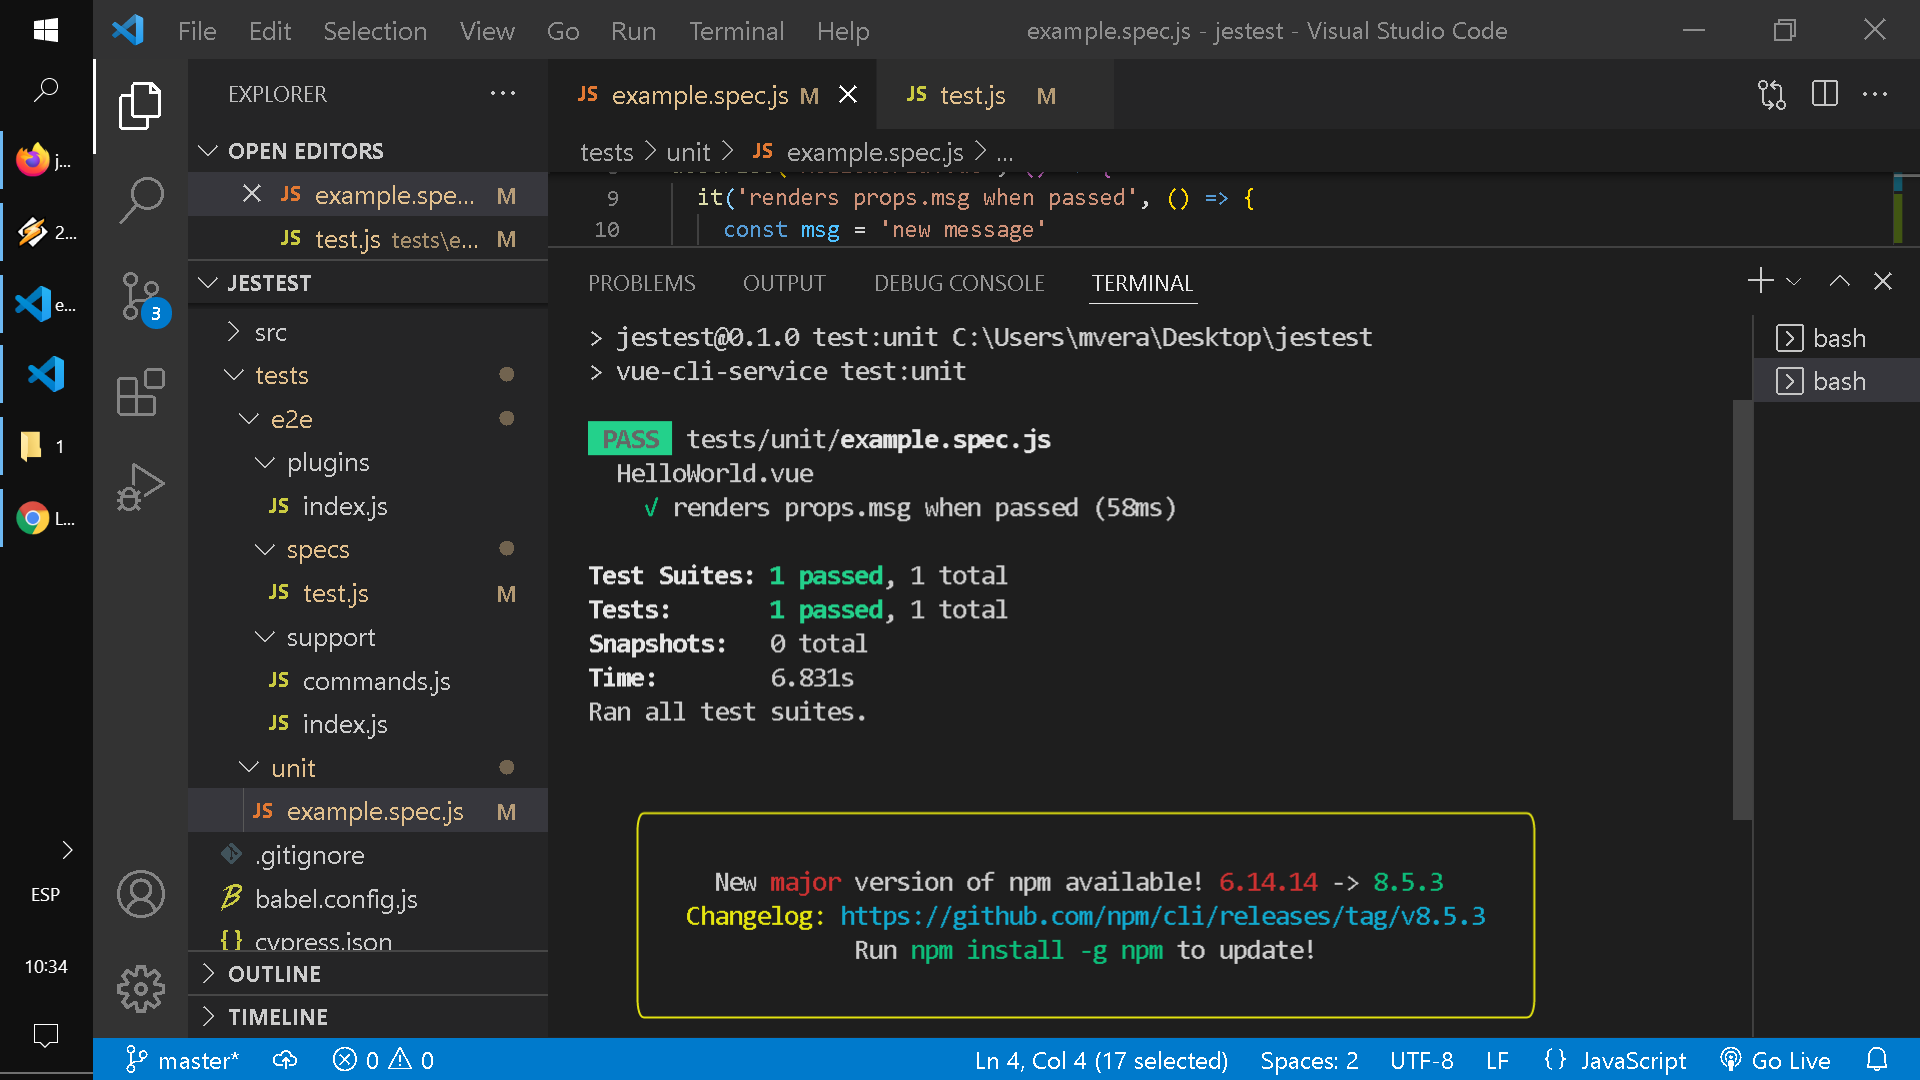 File Edit Selection View Go Run Terminal Help
example.spec.js - jestest - Visual Studio Code
j...
2...
e...
1
L...
ESP
10:34
EXPLORER
OPEN EDITORS
JS example.spe... M
JS test.js tests\e... M
JESTEST
src
tests
e2e
plugins
JS index.js
specs
JS test.js M
support
JS commands.js
JS index.js
unit
JS example.spec.js M
.gitignore
babel.config.js
{} cypress.json
OUTLINE
TIMELINE
3
JS example.spec.js M
JS test.js M
tests > unit > JS example.spec.js > ...
9 it('renders props.msg when passed', () => {
10 const msg = 'new message'
PROBLEMS OUTPUT DEBUG CONSOLE TERMINAL
> jestest@0.1.0 test:unit C:\Users\mvera\Desktop\jestest
> vue-cli-service test:unit
PASS tests/unit/example.spec.js
HelloWorld.vue
√ renders props.msg when passed (58ms)
Test Suites: 1 passed, 1 total
Tests: 1 passed, 1 total
Snapshots: 0 total
Time: 6.831s
Ran all test suites.
New major version of npm available! 6.14.14 -> 8.5.3
Changelog: https://github.com/npm/cli/releases/tag/v8.5.3
Run npm install -g npm to update!
bash
bash
master* 0 0
Ln 4, Col 4 (17 selected) Spaces: 2 UTF-8 LF {} JavaScript Go Live